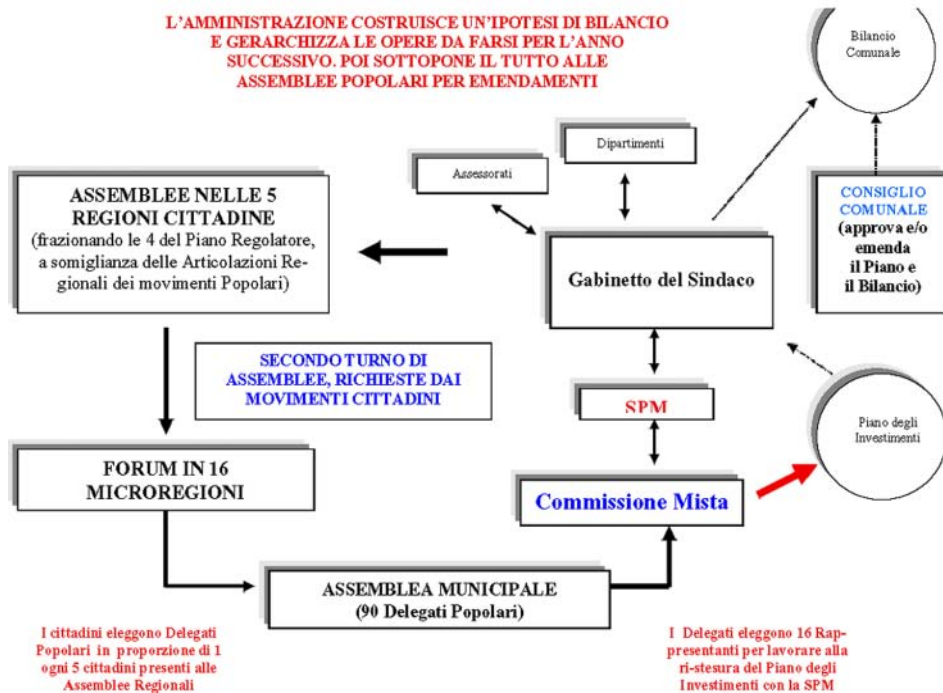 L'AMMINISTRAZIONE COSTRUISCE UN'IPOTESI DI BILANCIO
E GERARCHIZZA LE OPERE DA FARSI PER L'ANNO
SUCCESSIVO. POI SOTTOPONE IL TUTTO ALLE
ASSEMBLEE POPOLARI PER EMENDAMENTI
Bilancio
Comunale
Dipartimenti
Assessorati
ASSEMBLEE NELLE 5
REGIONI CITTADINE
(frazionando le 4 del Piano Regolatore,
a somiglianza delle Articolazioni Re-
gionali dei movimenti Popolari)
CONSIGLIO
COMUNALE
(approva e/o
emenda
il Piano e
il Bilancio)
Gabinetto del Sindaco
SECONDO TURNO DI
ASSEMBLEE, RICHIESTE DAI
MOVIMENTI CITTADINI
SPM
Piano degli
Investimenti
FORUM IN 16
MICROREGIONI
Commissione Mista
ASSEMBLEA MUNICIPALE
(90 Delegati Popolari)
I cittadini eleggono Delegati
Popolari in proporzione di 1
ogni 5 cittadini presenti alle
Assemblee Regionali
I Delegati eleggono 16 Rap-
presentanti per lavorare alla
ri-stesura del Piano degli
Investimenti con la SPM